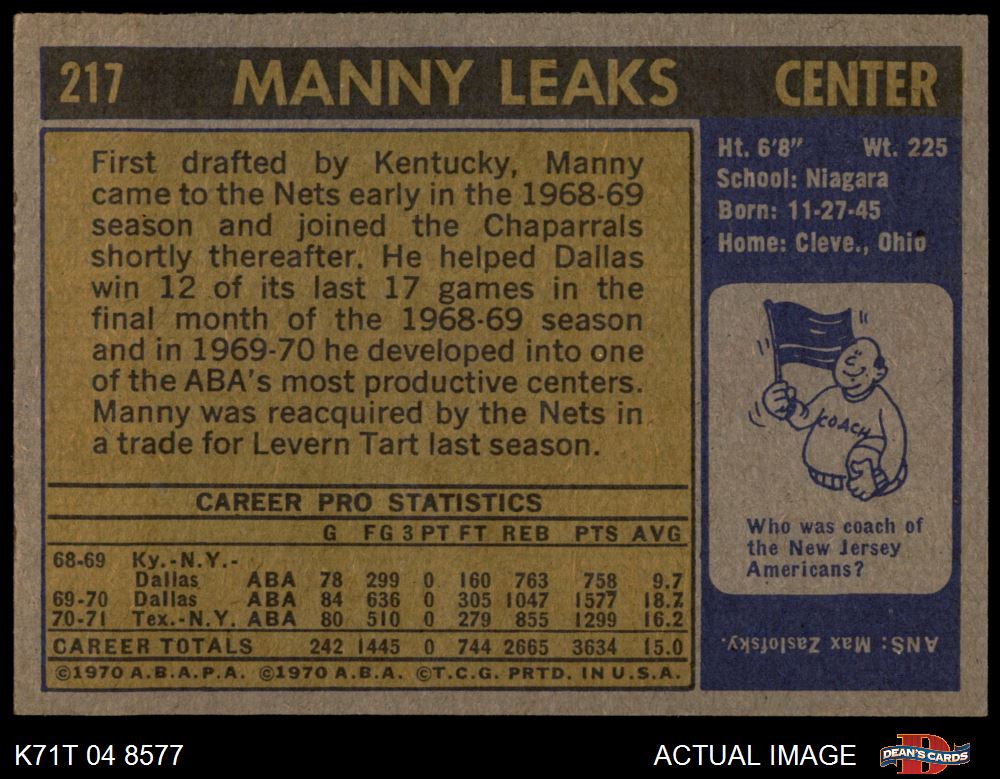 217 MANNY LEAKS CENTER
First drafted by Kentucky, Manny
came to the Nets early in the 1968-69
season and joined the Chaparrals
shortly thereafter. He helped Dallas
win 12 of its last 17 games in the
final month of the 1968-69 season
and in 1969-70 he developed into one
of the ABA's most productive centers.
Manny was reacquired by the Nets in
a trade for Levern Tart last season.
CAREER PRO STATISTICS
G FG 3 PT FT REB PTS AVG
68-69 Ky.-N.Y.-
Dallas ABA 78 299 0 160 763 758 9.7
69-70 Dallas ABA 84 636 0 305 1047 1577 18.7
70-71 Tex.-N.Y. ABA 80 510 0 279 855 1299 16.2
CAREER TOTALS 242 1445 0 744 2665 3634 15.0
©1970 A.B.A.P.A. ©1970 A.B.A. ©T.C.G. PRTD. IN U.S.A.
Ht. 6'8" Wt. 225
School: Niagara
Born: 11-27-45
Home: Cleve., Ohio
COACH
Who was coach of
the New Jersey
Americans?
ANS: Max Zaslofsky.
K71T 04 8577 ACTUAL IMAGE DEAN'S CARDS